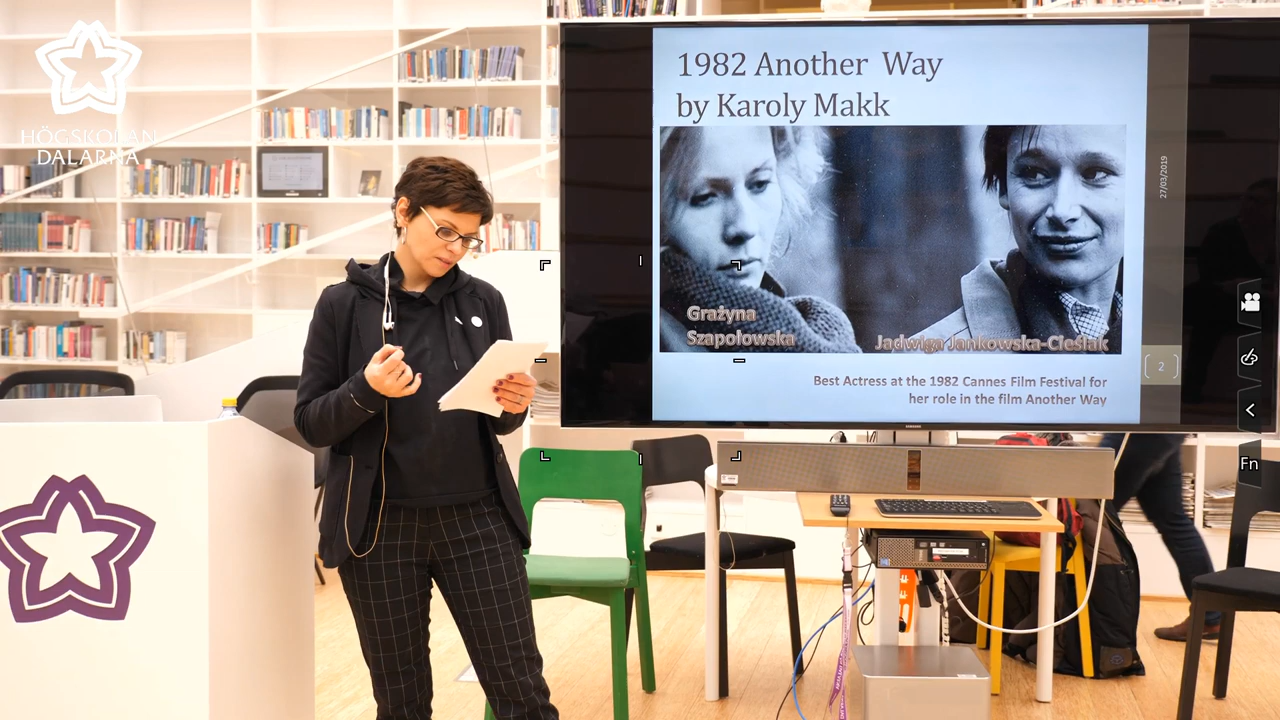 HÖGSKOLAN
DALARNA
1982 Another Way
by Karoly Makk
27/03/2019
Grażyna
Szapołowska
Jadwiga Jankowska-Cieślak
2
Best Actress at the 1982 Cannes Film Festival for
her role in the film Another Way
SAMSUNG
Fn